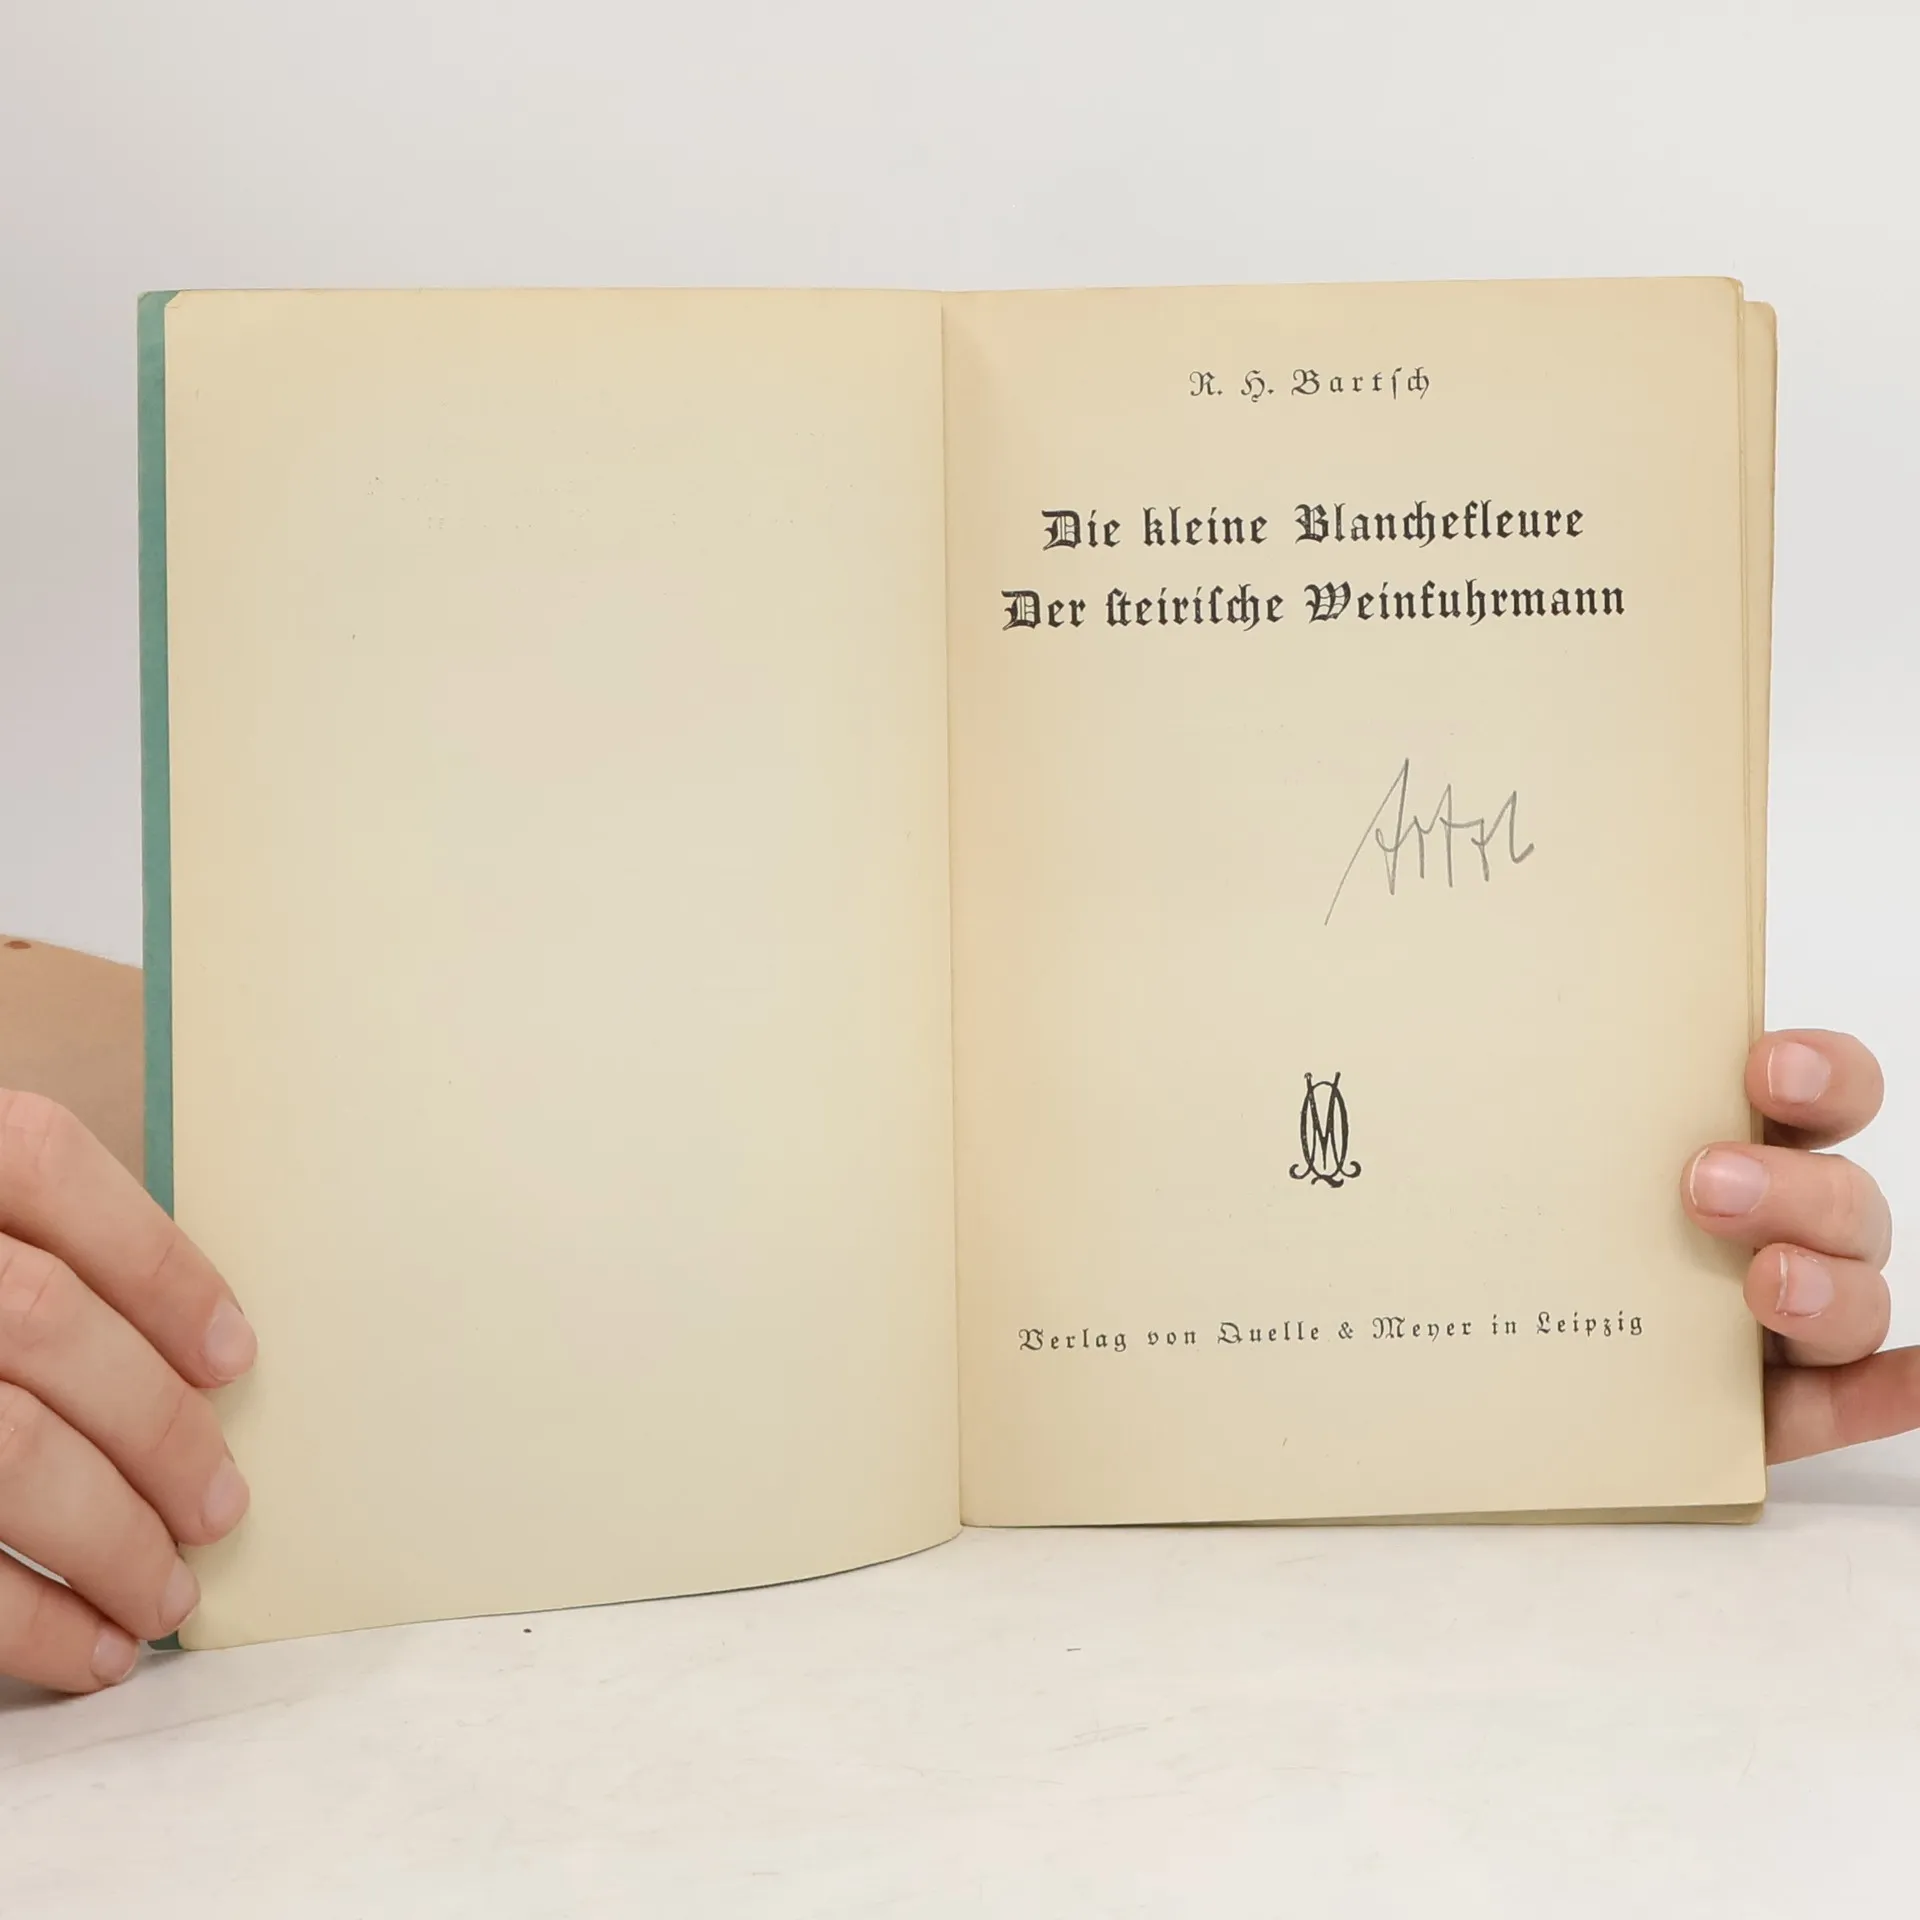 R. H. Bartſch
Die kleine Blanchefleure
Der ſteiriſche Weinfuhrmann
Verlag von Quelle & Meyer in Leipzig